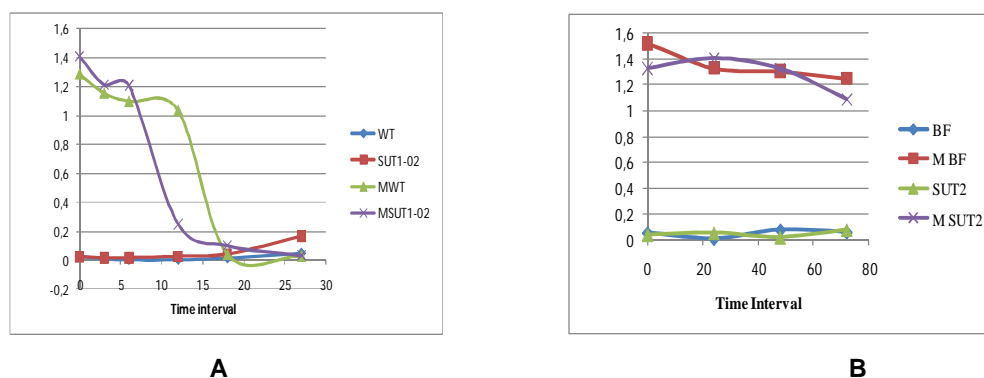 1,6
1,4
1,2
1
0,8
0,6
0,4
0,2
0
-0,2
0 5 10 15 20 25 30
Time interval
WT
SUT1-02
MWT
MSUT1-02
A
1,6
1,4
1,2
1
0,8
0,6
0,4
0,2
0
0 20 40 60 80
Time Interval
BF
M BF
SUT2
M SUT2
B